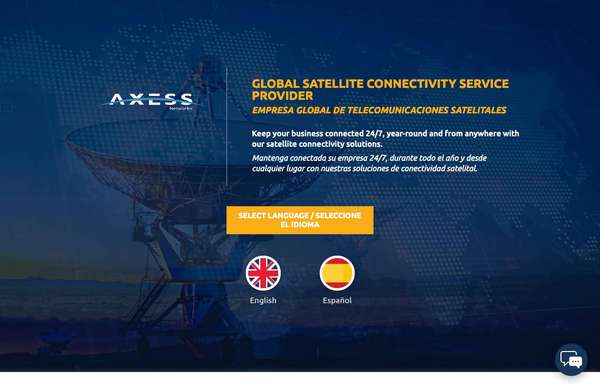 AXESS
Networks
GLOBAL SATELLITE CONNECTIVITY SERVICE
PROVIDER
EMPRESA GLOBAL DE TELECOMUNICACIONES SATELITALES
Keep your business connected 24/7, year-round and from anywhere with
our satellite connectivity solutions.
Mantenga conectada su empresa 24/7, durante todo el año y desde
cualquier lugar con nuestras soluciones de conectividad satelital.
SELECT LANGUAGE / SELECCIONE
EL IDIOMA
English
Español